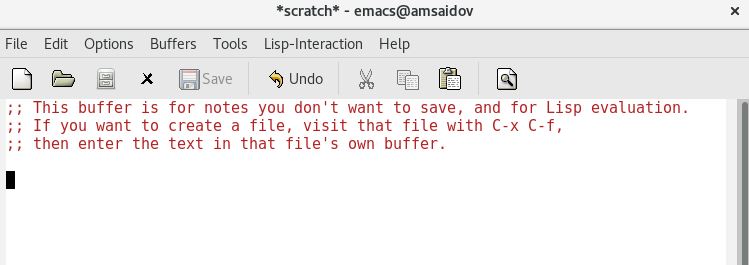 *scratch* - emacs@amsaidov
File Edit Options Buffers Tools Lisp-Interaction Help
Save Undo
;; This buffer is for notes you don't want to save, and for Lisp evaluation.
;; If you want to create a file, visit that file with C-x C-f,
;; then enter the text in that file's own buffer.